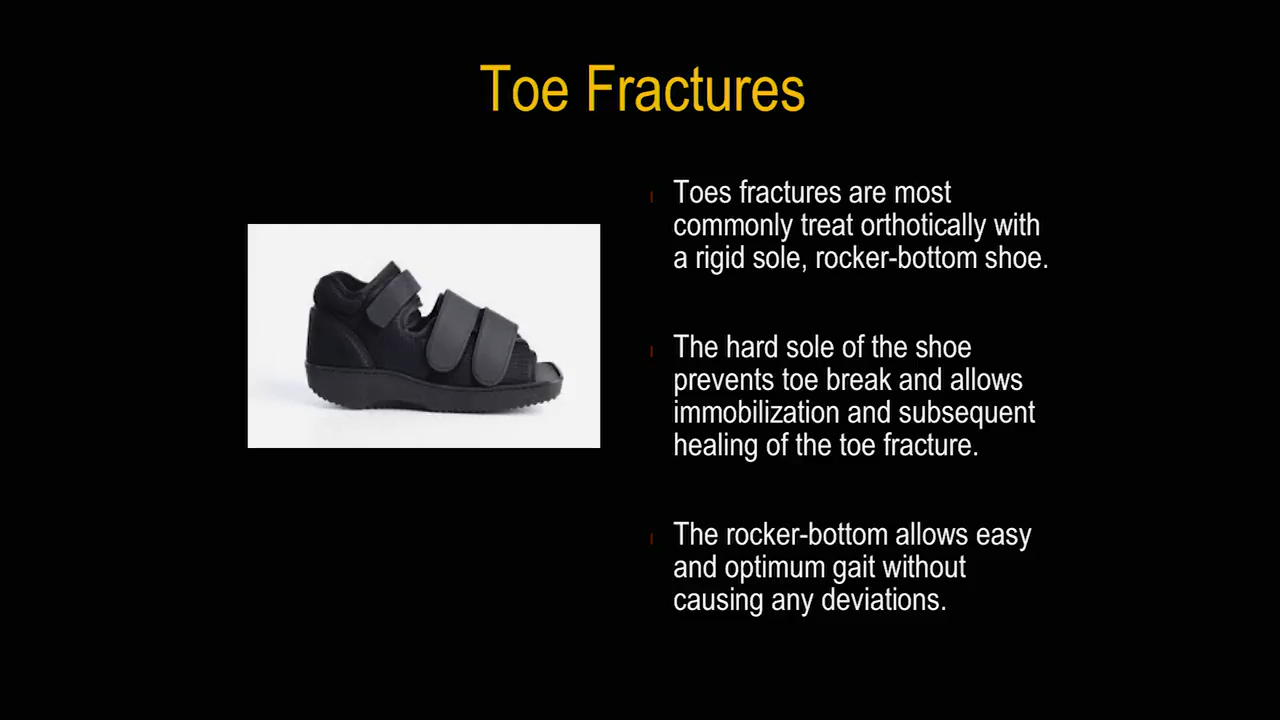 Toe Fractures
Toes fractures are most
commonly treat orthotically with
a rigid sole, rocker-bottom shoe.
The hard sole of the shoe
prevents toe break and allows
immobilization and subsequent
healing of the toe fracture.
The rocker-bottom allows easy
and optimum gait without
causing any deviations.